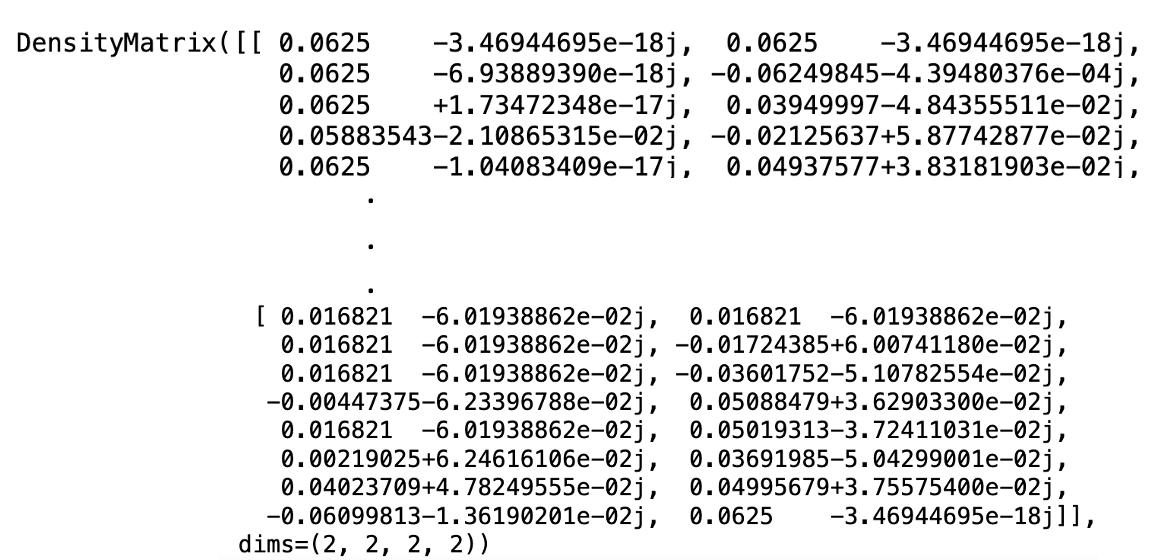 DensityMatrix([[ 0.0625    -3.46944695e-18j,  0.0625    -3.46944695e-18j,
0.0625    -6.93889390e-18j, -0.06249845-4.39480376e-04j,
0.0625    +1.73472348e-17j,  0.03949997-4.84355511e-02j,
0.05883543-2.10865315e-02j, -0.02125637+5.87742877e-02j,
0.0625    -1.04083409e-17j,  0.04937577+3.83181903e-02j,
.
.
.
[ 0.016821  -6.01938862e-02j,  0.016821  -6.01938862e-02j,
0.016821  -6.01938862e-02j, -0.01724385+6.00741180e-02j,
0.016821  -6.01938862e-02j, -0.03601752-5.10782554e-02j,
-0.00447375-6.23396788e-02j,  0.05088479+3.62903300e-02j,
0.016821  -6.01938862e-02j,  0.05019313-3.72411031e-02j,
0.00219025+6.24616106e-02j,  0.03691985-5.04299001e-02j,
0.04023709+4.78249555e-02j,  0.04995679+3.75575400e-02j,
-0.06099813-1.36190201e-02j,  0.0625    -3.46944695e-18j]],
dims=(2, 2, 2, 2))